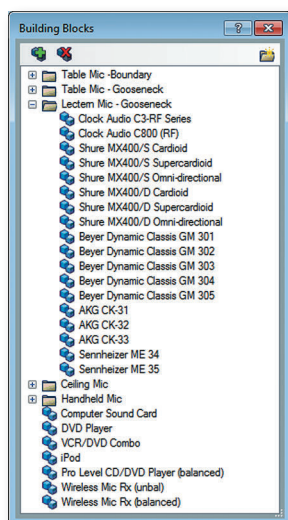 Building Blocks
Table Mic -Boundary
Table Mic - Gooseneck
Lectern Mic - Gooseneck
Clock Audio C3-RF Series
Clock Audio C800 (RF)
Shure MX400/S Cardioid
Shure MX400/S Supercardioid
Shure MX400/S Omni-directional
Shure MX400/D Cardioid
Shure MX400/D Supercardioid
Shure MX400/D Omni-directional
Beyer Dynamic Classis GM 301
Beyer Dynamic Classis GM 302
Beyer Dynamic Classis GM 303
Beyer Dynamic Classis GM 304
Beyer Dynamic Classis GM 305
AKG CK-31
AKG CK-32
AKG CK-33
Sennheizer ME 34
Sennheizer ME 35
Ceiling Mic
Handheld Mic
Computer Sound Card
DVD Player
VCR/DVD Combo
iPod
Pro Level CD/DVD Player (balanced)
Wireless Mic Rx (unbal)
Wireless Mic Rx (balanced)